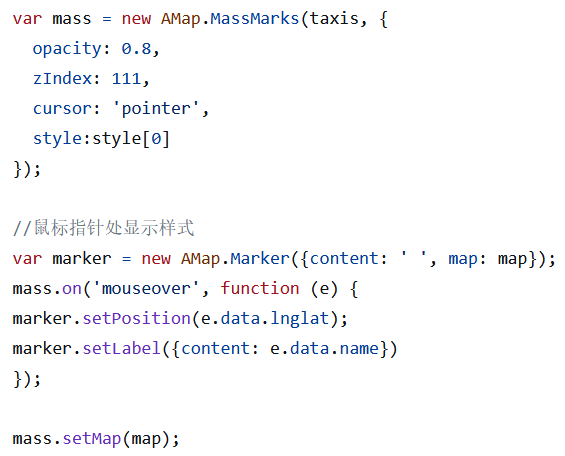 var mass = new AMap.MassMarks(taxis, {
  opacity: 0.8,
  zIndex: 111,
  cursor: 'pointer',
  style:style[0]
});

//鼠标指针处显示样式
var marker = new AMap.Marker({content: ' ', map: map});
mass.on('mouseover', function (e) {
marker.setPosition(e.data.lnglat);
marker.setLabel({content: e.data.name})
});

mass.setMap(map);